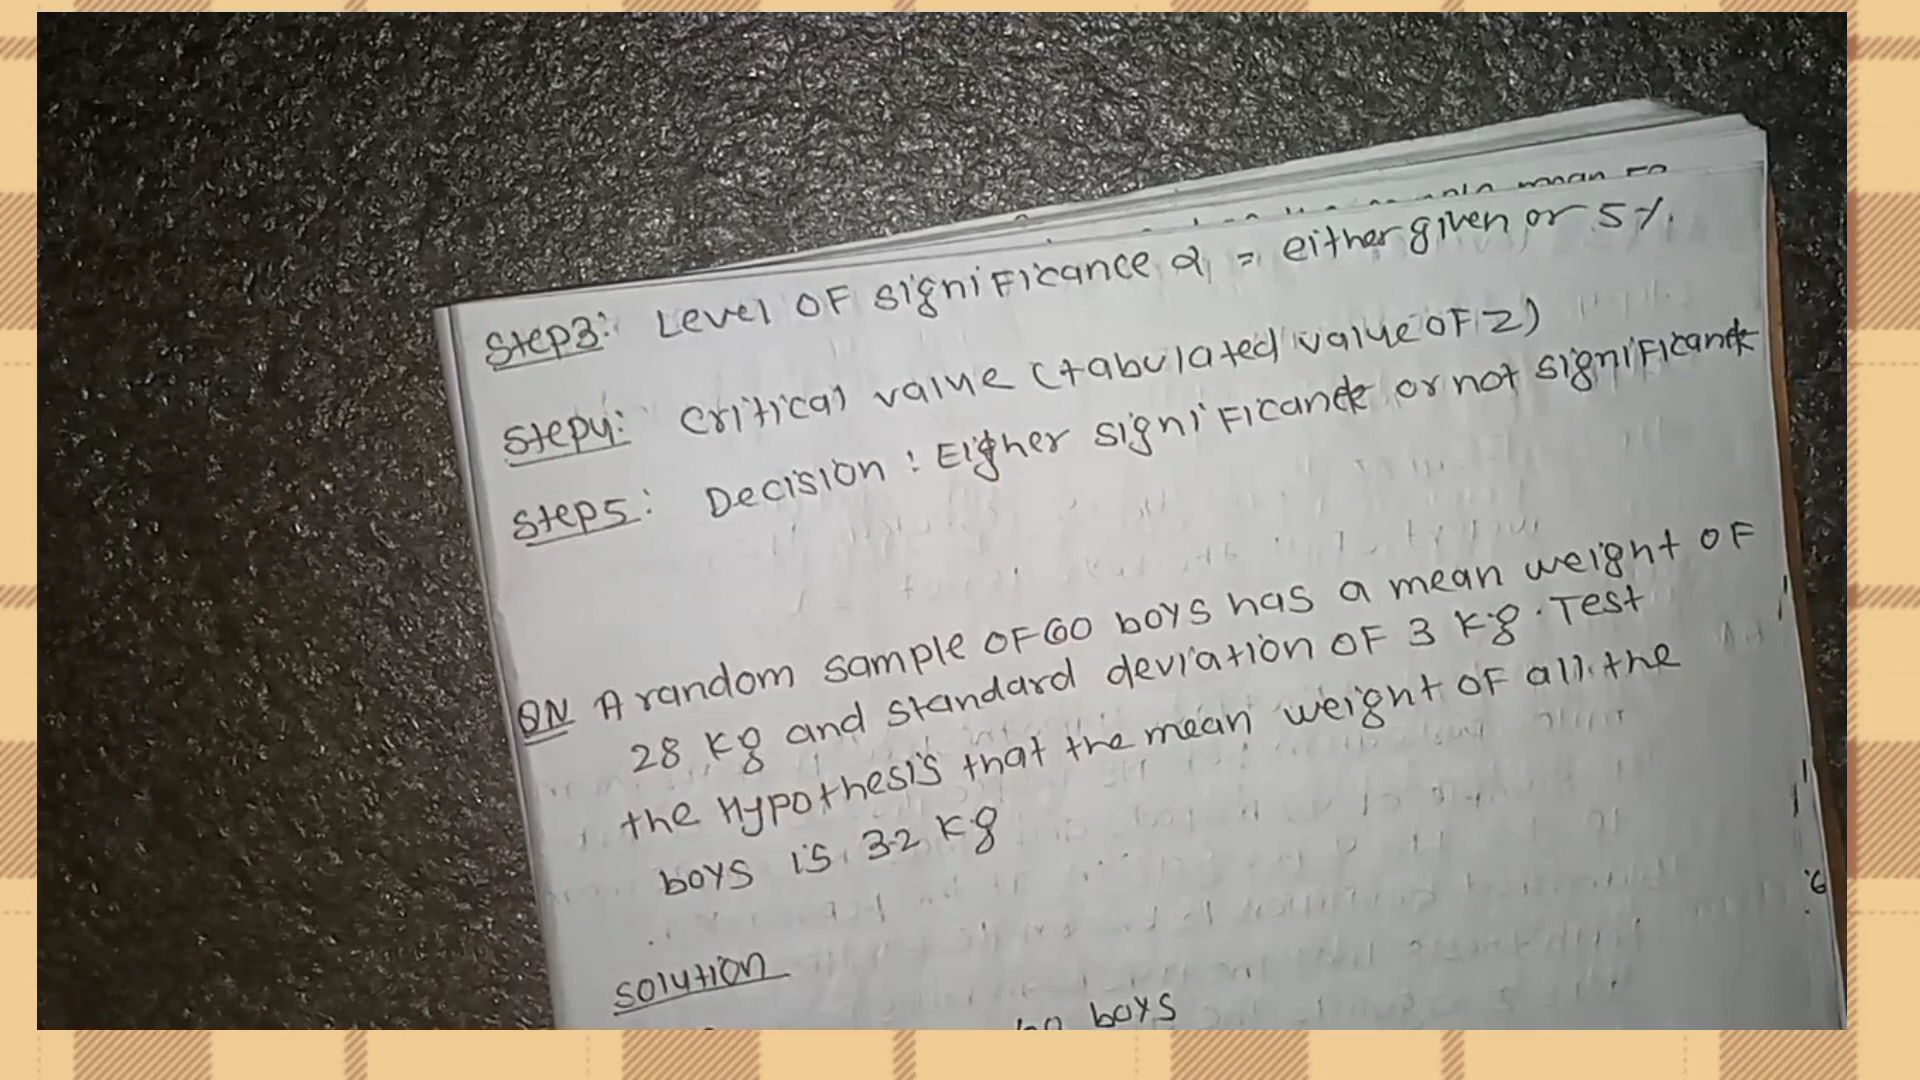 mean to
Step3: Level OF significance α = either given or 5%
Step4: Critical value (tabulated value OF Z)
Step5: Decision : Either significant or not significant
QN A random sample OF 60 boys has a mean weight OF
28 kg and standard deviation OF 3 kg. Test
the Hypothesis that the mean weight OF all the
boys is 32 kg
solution
boys